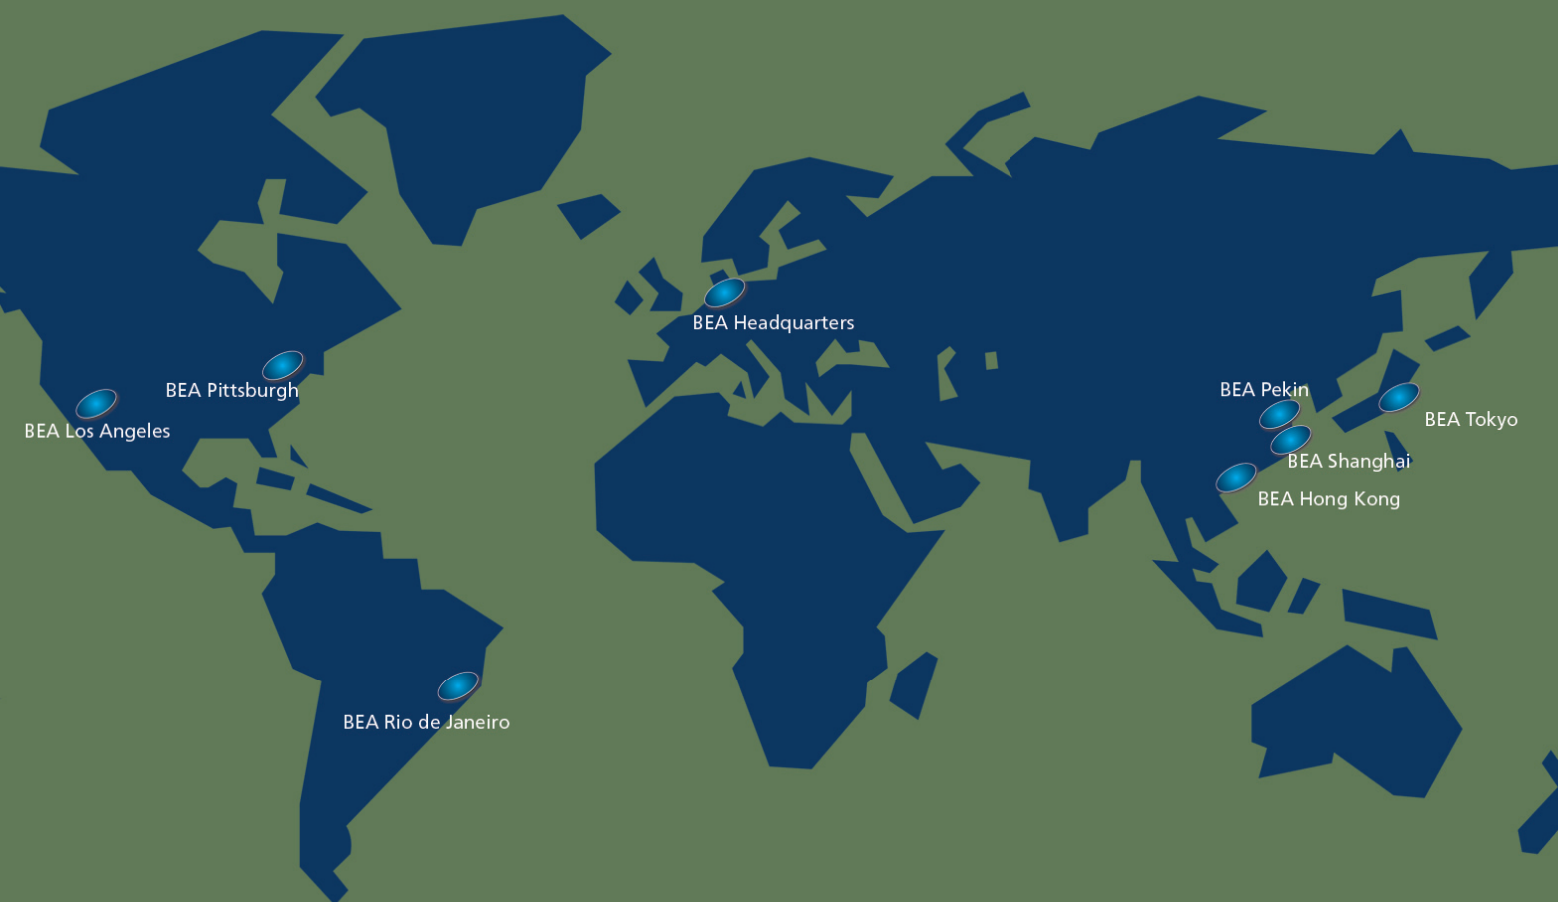 BEA Headquarters
BEA Pittsburgh
BEA Pekin
BEA Tokyo
BEA Los Angeles
BEA Shanghai
BEA Hong Kong
BEA Rio de Janeiro